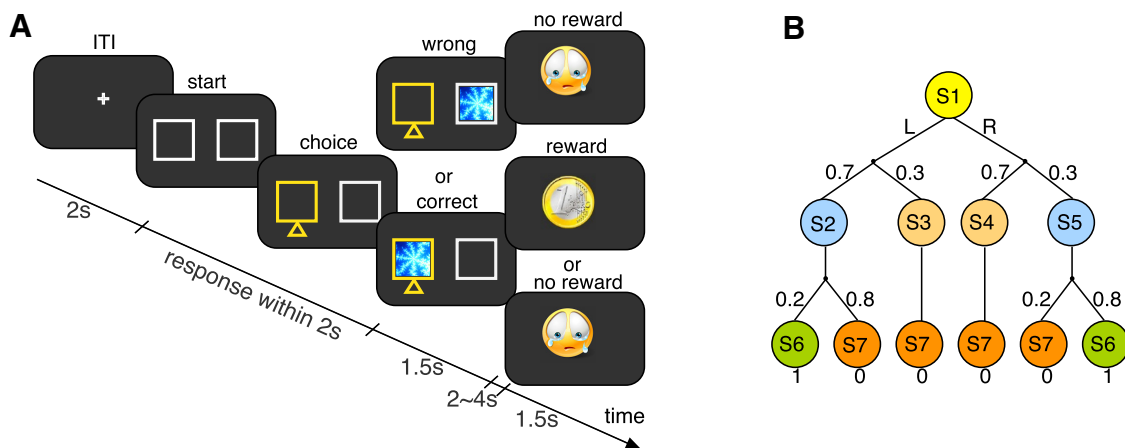 A
ITI
start
choice
wrong
no reward
or
correct
reward
or
no reward
2s
response within 2s
1.5s
2~4s
1.5s
time
B
S1
L R
0.7 0.3 0.7 0.3
S2 S3 S4 S5
0.2 0.8 0.2 0.8
S6 S7 S7 S7 S7 S6
1 0 0 0 0 1